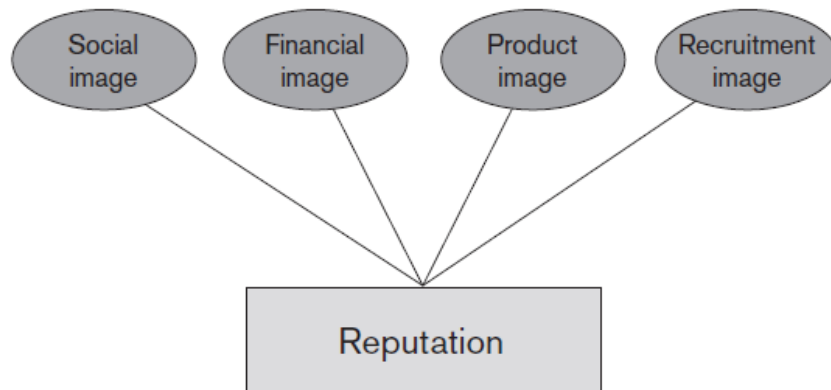 Social
image
Financial
image
Product
image
Recruitment
image
Reputation